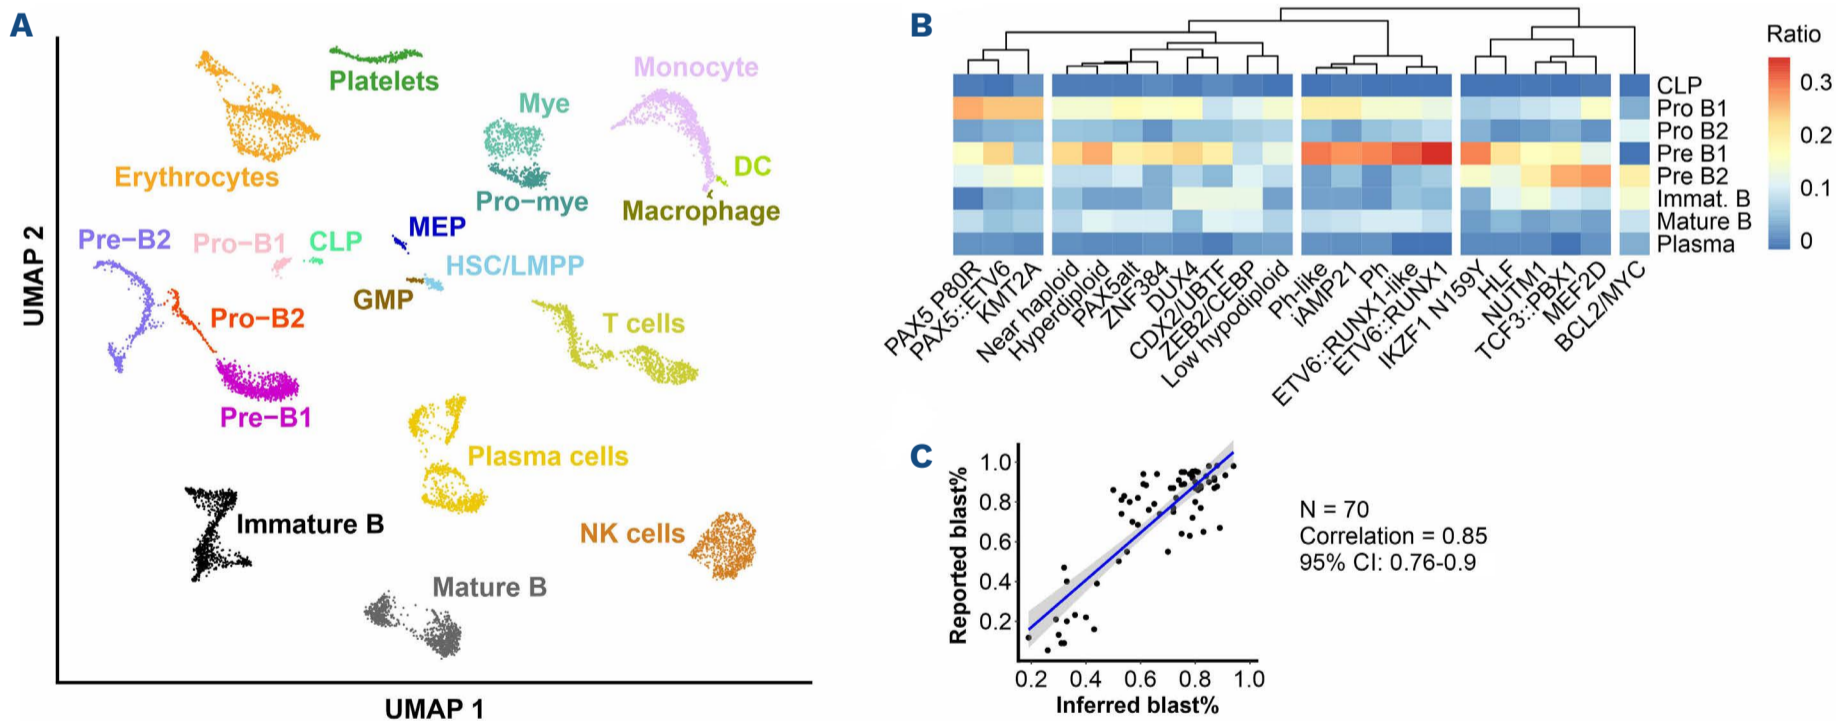 A
Platelets
Monocyte
Mye
Erythrocytes
DC
Pro−mye
Macrophage
MEP
Pre−B2
Pro−B1
CLP
HSC/LMPP
GMP
Pro−B2
T cells
Pre−B1
Plasma cells
Immature B
NK cells
Mature B
UMAP 2
UMAP 1
B
Ratio
0.3
0.2
0.1
0
CLP
Pro B1
Pro B2
Pre B1
Pre B2
Immat. B
Mature B
Plasma
PAX5 P80R
PAX5::ETV6
KMT2A
Near haploid
Hyperdiploid
PAX5alt
ZNF384
DUX4
CDX2/UBTF
ZEB2/CEBP
Low hypodiploid
Ph-like
iAMP21
Ph
ETV6::RUNX1-like
ETV6::RUNX1
IKZF1 N159Y
HLF
NUTM1
TCF3::PBX1
MEF2D
BCL2/MYC
C
Reported blast%
1.0
0.8
0.6
0.4
0.2
0.2 0.4 0.6 0.8 1.0
Inferred blast%
N = 70
Correlation = 0.85
95% CI: 0.76-0.9